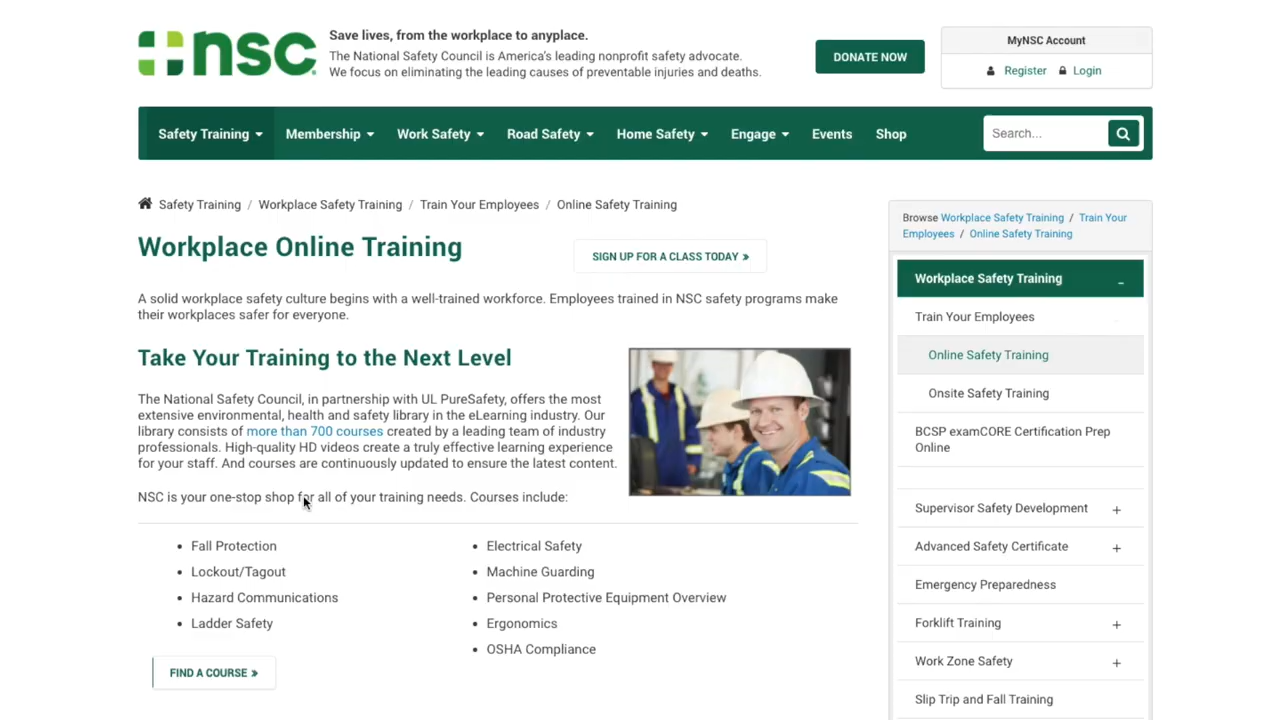 nsc
Save lives, from the workplace to anyplace.
The National Safety Council is America's leading nonprofit safety advocate.
We focus on eliminating the leading causes of preventable injuries and deaths.
DONATE NOW
MyNSC Account
Register Login
Safety Training Membership Work Safety Road Safety Home Safety Engage Events Shop Search...
Safety Training / Workplace Safety Training / Train Your Employees / Online Safety Training
Workplace Online Training
SIGN UP FOR A CLASS TODAY »
A solid workplace safety culture begins with a well-trained workforce. Employees trained in NSC safety programs make
their workplaces safer for everyone.
Take Your Training to the Next Level
The National Safety Council, in partnership with UL PureSafety, offers the most
extensive environmental, health and safety library in the eLearning industry. Our
library consists of more than 700 courses created by a leading team of industry
professionals. High-quality HD videos create a truly effective learning experience
for your staff. And courses are continuously updated to ensure the latest content.
NSC is your one-stop shop for all of your training needs. Courses include:
• Fall Protection
• Lockout/Tagout
• Hazard Communications
• Ladder Safety
• Electrical Safety
• Machine Guarding
• Personal Protective Equipment Overview
• Ergonomics
• OSHA Compliance
FIND A COURSE »
Browse Workplace Safety Training / Train Your
Employees / Online Safety Training
Workplace Safety Training –
Train Your Employees
Online Safety Training
Onsite Safety Training
BCSP examCORE Certification Prep
Online
Supervisor Safety Development +
Advanced Safety Certificate +
Emergency Preparedness
Forklift Training +
Work Zone Safety +
Slip Trip and Fall Training